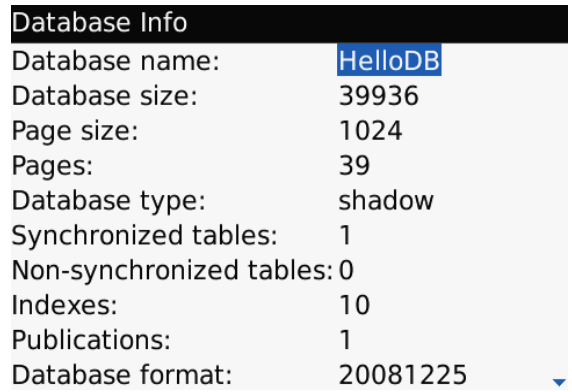 Database Info
Database name: HelloDB
Database size: 39936
Page size: 1024
Pages: 39
Database type: shadow
Synchronized tables: 1
Non-synchronized tables: 0
Indexes: 10
Publications: 1
Database format: 20081225